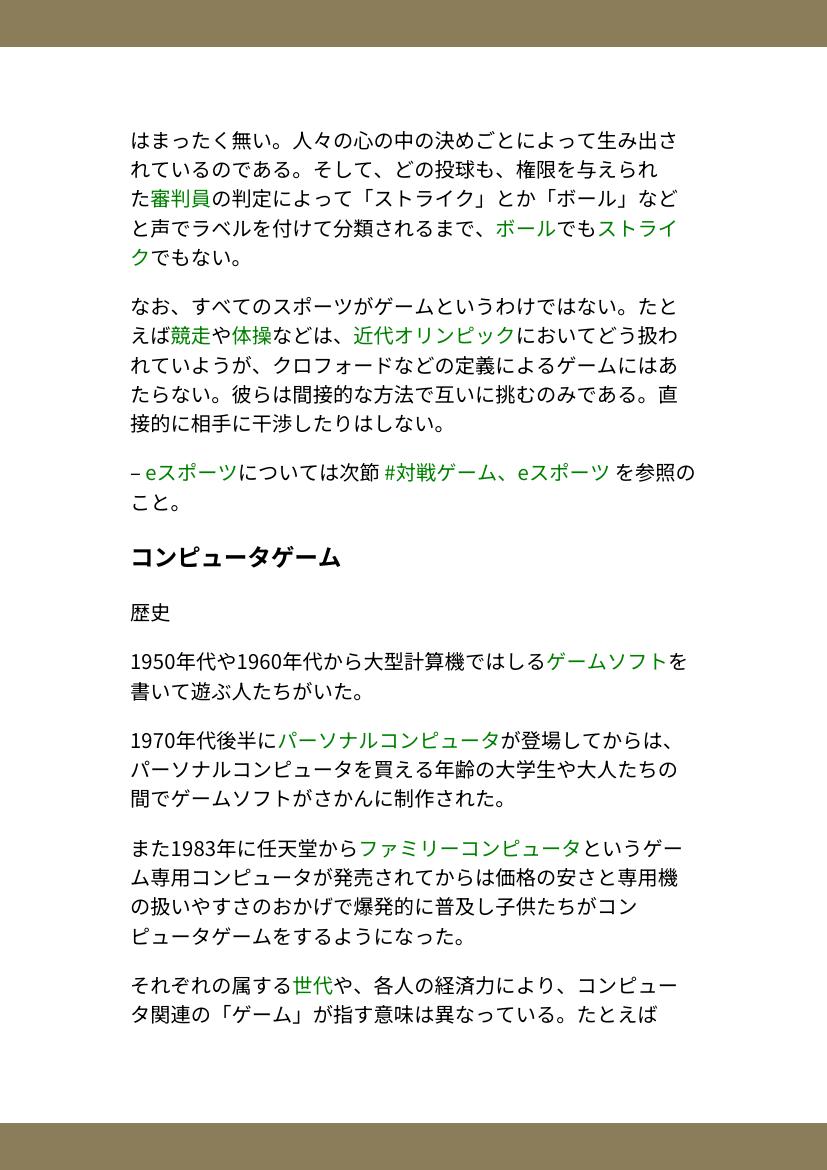 はまったく無い。人々の心の中の決めごとによって生み出さ
れているのである。そして、どの投球も、権限を与えられ
た審判員の判定によって「ストライク」とか「ボール」など
と声でラベルを付けて分類されるまで、ボールでもストライ
クでもない。
なお、すべてのスポーツがゲームというわけではない。たと
えば競走や体操などは、近代オリンピックにおいてどう扱わ
れていようが、クロフォードなどの定義によるゲームにはあ
たらない。彼らは間接的な方法で互いに挑むのみである。直
接的に相手に干渉したりはしない。
– eスポーツについては次節 #対戦ゲーム、eスポーツ を参照の
こと。
コンピュータゲーム
歴史
1950年代や1960年代から大型計算機ではしるゲームソフトを
書いて遊ぶ人たちがいた。
1970年代後半にパーソナルコンピュータが登場してからは、
パーソナルコンピュータを買える年齢の大学生や大人たちの
間でゲームソフトがさかんに制作された。
また1983年に任天堂からファミリーコンピュータというゲー
ム専用コンピュータが発売されてからは価格の安さと専用機
の扱いやすさのおかげで爆発的に普及し子供たちがコン
ピュータゲームをするようになった。
それぞれの属する世代や、各人の経済力により、コンピュー
タ関連の「ゲーム」が指す意味は異なっている。たとえば